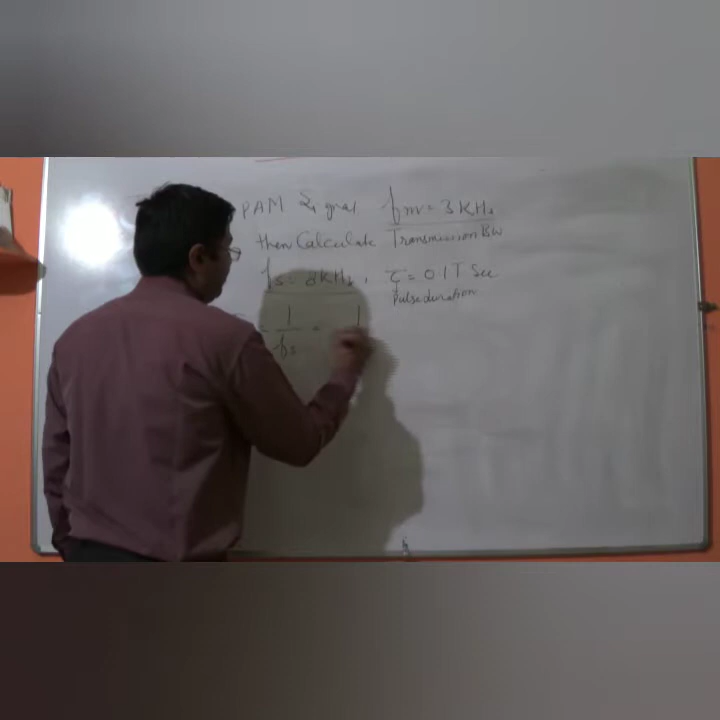 PAM Signal fm = 3 KHz
then Calculate Transmission BW
fs = 8 KHz, τ = 0.1 T Sec
Pulse duration
1/fs = 1